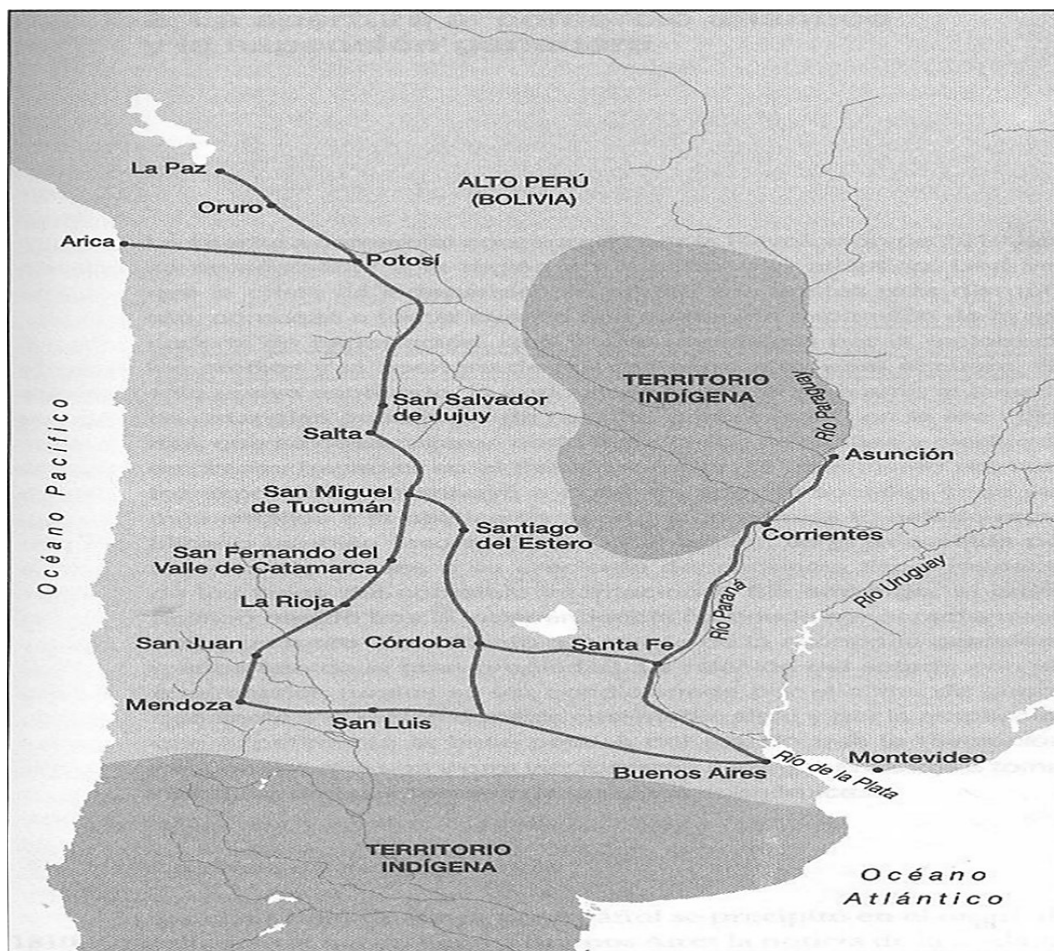 La Paz
ALTO PERÚ
(BOLIVIA)
Oruro
Arica
Potosí
TERRITORIO
INDÍGENA
Río Paraguay
San Salvador
de Jujuy
Salta
Océano Pacífico
Asunción
San Miguel
de Tucumán
Santiago
del Estero
Corrientes
San Fernando del
Valle de Catamarca
Río Uruguay
La Rioja
Río Paraná
San Juan
Córdoba
Santa Fe
Mendoza
San Luis
Buenos Aires
Montevideo
Río de la Plata
TERRITORIO
INDÍGENA
Océano
Atlántico